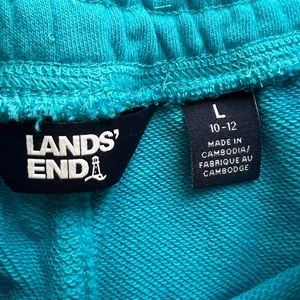 LANDS'
END
L
10-12
MADE IN
CAMBODIA/
FABRIQUE AU
CAMBODGE